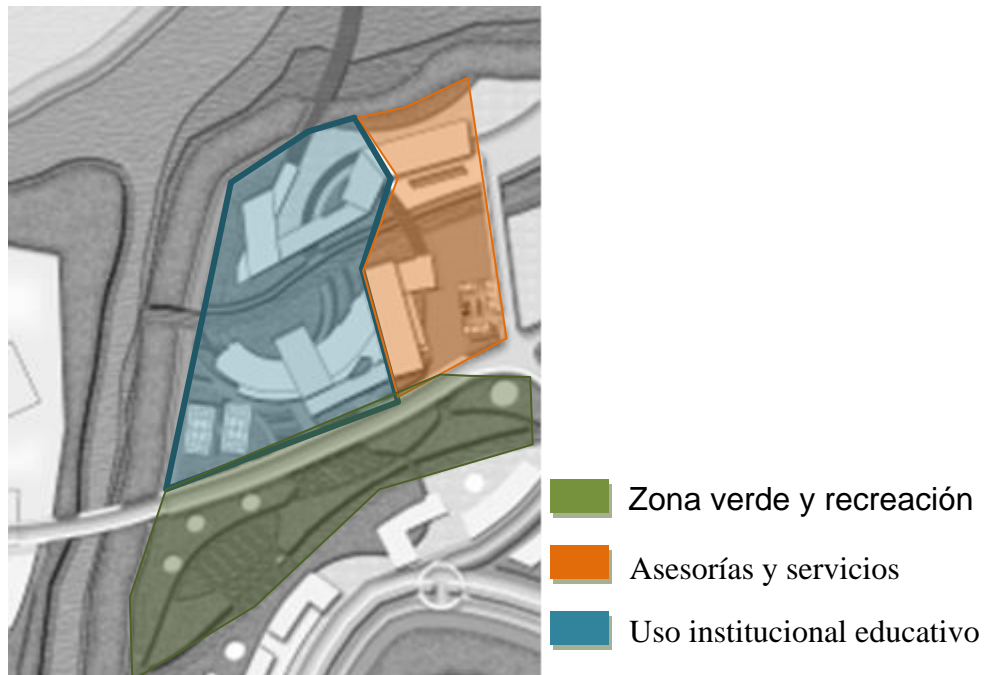 Zona verde y recreación
Asesorías y servicios
Uso institucional educativo